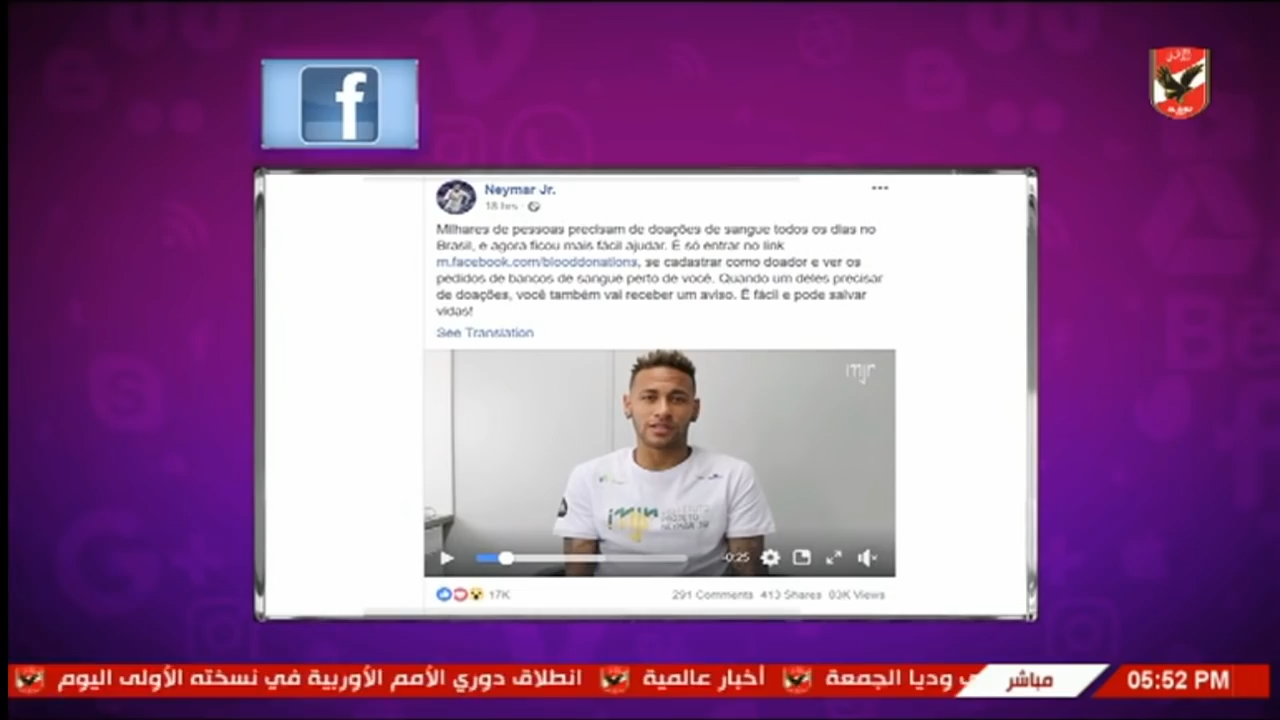 Neymar Jr.
18 hrs ·
Milhares de pessoas precisam de doações de sangue todos os dias no
Brasil, e agora ficou mais fácil ajudar. É só entrar no link
m.facebook.com/blooddonations, se cadastrar como doador e ver os
pedidos de bancos de sangue perto de você. Quando um deles precisar
de doações, você também vai receber um aviso. É fácil e pode salvar
vidas!
See Translation
-0:25
17K
291 Comments 413 Shares 93K Views
ودیا الجمعة
أخبار عالمية
انطلاق دوري الأمم الأوربية في نسخته الأولى اليوم
مباشر
05:52 PM